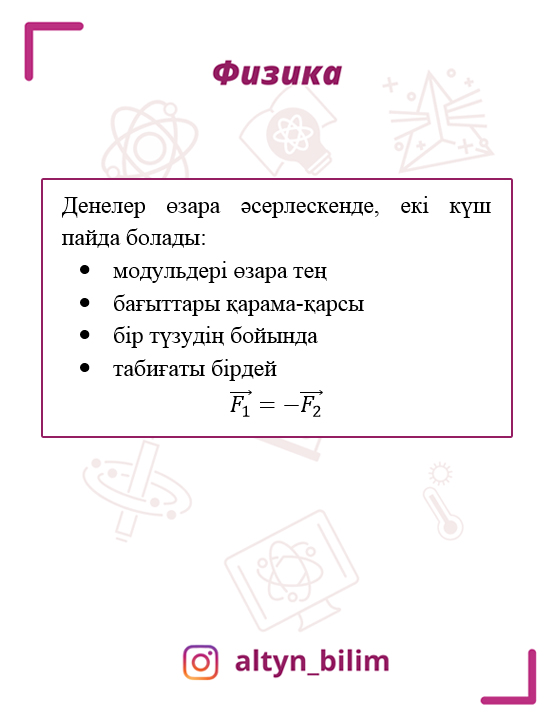 Физика
Денелер өзара әсерлескенде, екі күш
пайда болады:
• модульдері өзара тең
• бағыттары қарама-қарсы
• бір түзудің бойында
• табиғаты бірдей
$\overrightarrow{F_1} = -\overrightarrow{F_2}$
altyn_bilim